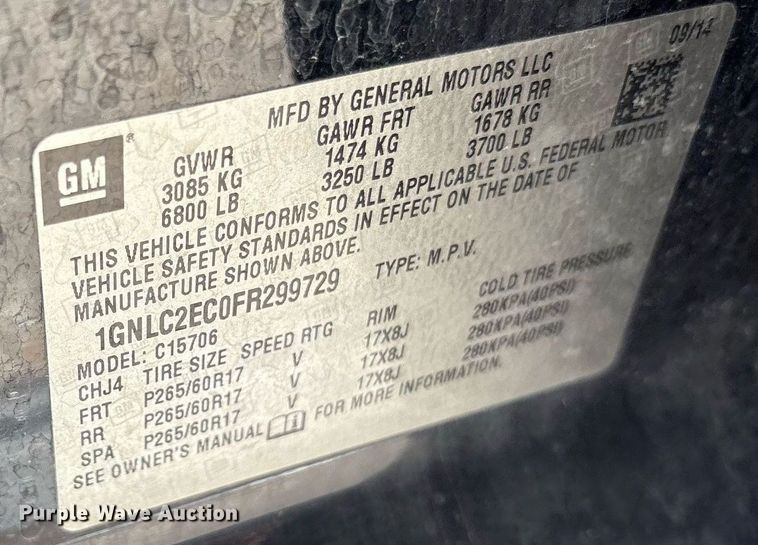 09/14
MFD BY GENERAL MOTORS LLC
GM
GVWR GAWR FRT GAWR RR
3085 KG 1474 KG 1678 KG
6800 LB 3250 LB 3700 LB
THIS VEHICLE CONFORMS TO ALL APPLICABLE U.S. FEDERAL MOTOR
VEHICLE SAFETY STANDARDS IN EFFECT ON THE DATE OF
MANUFACTURE SHOWN ABOVE.
1GNLC2EC0FR299729 TYPE: M.P.V.
MODEL: C15706
CHJ4 TIRE SIZE SPEED RTG RIM COLD TIRE PRESSURE
FRT P265/60R17 V 17X8J 280KPA(40PSI)
RR P265/60R17 V 17X8J 280KPA(40PSI)
SPA P265/60R17 V 17X8J 280KPA(40PSI)
SEE OWNER'S MANUAL FOR MORE INFORMATION.
Purple Wave Auction